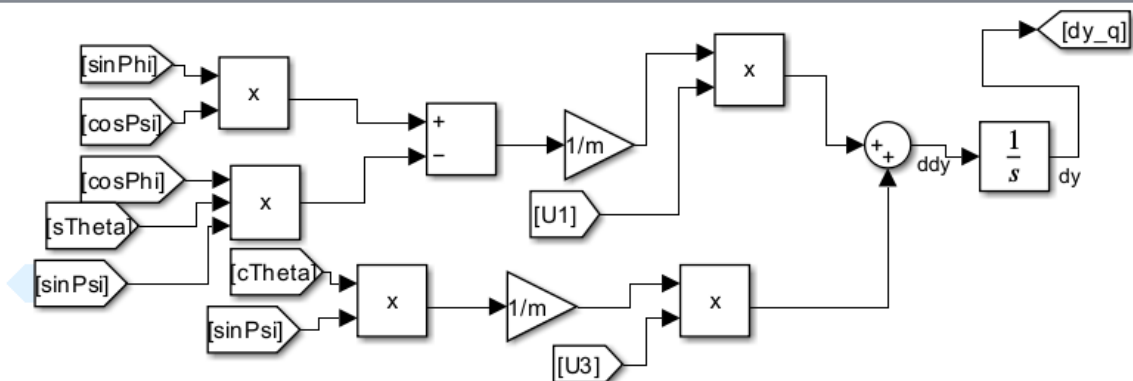 [dy_q]
[sinPhi]
x
x
[cosPsi]
+
−
1/m
[cosPhi]
x
[sTheta]
[U1]
+
+
ddy
1
s
dy
[sinPsi]
[cTheta]
x
1/m
x
[sinPsi]
[U3]